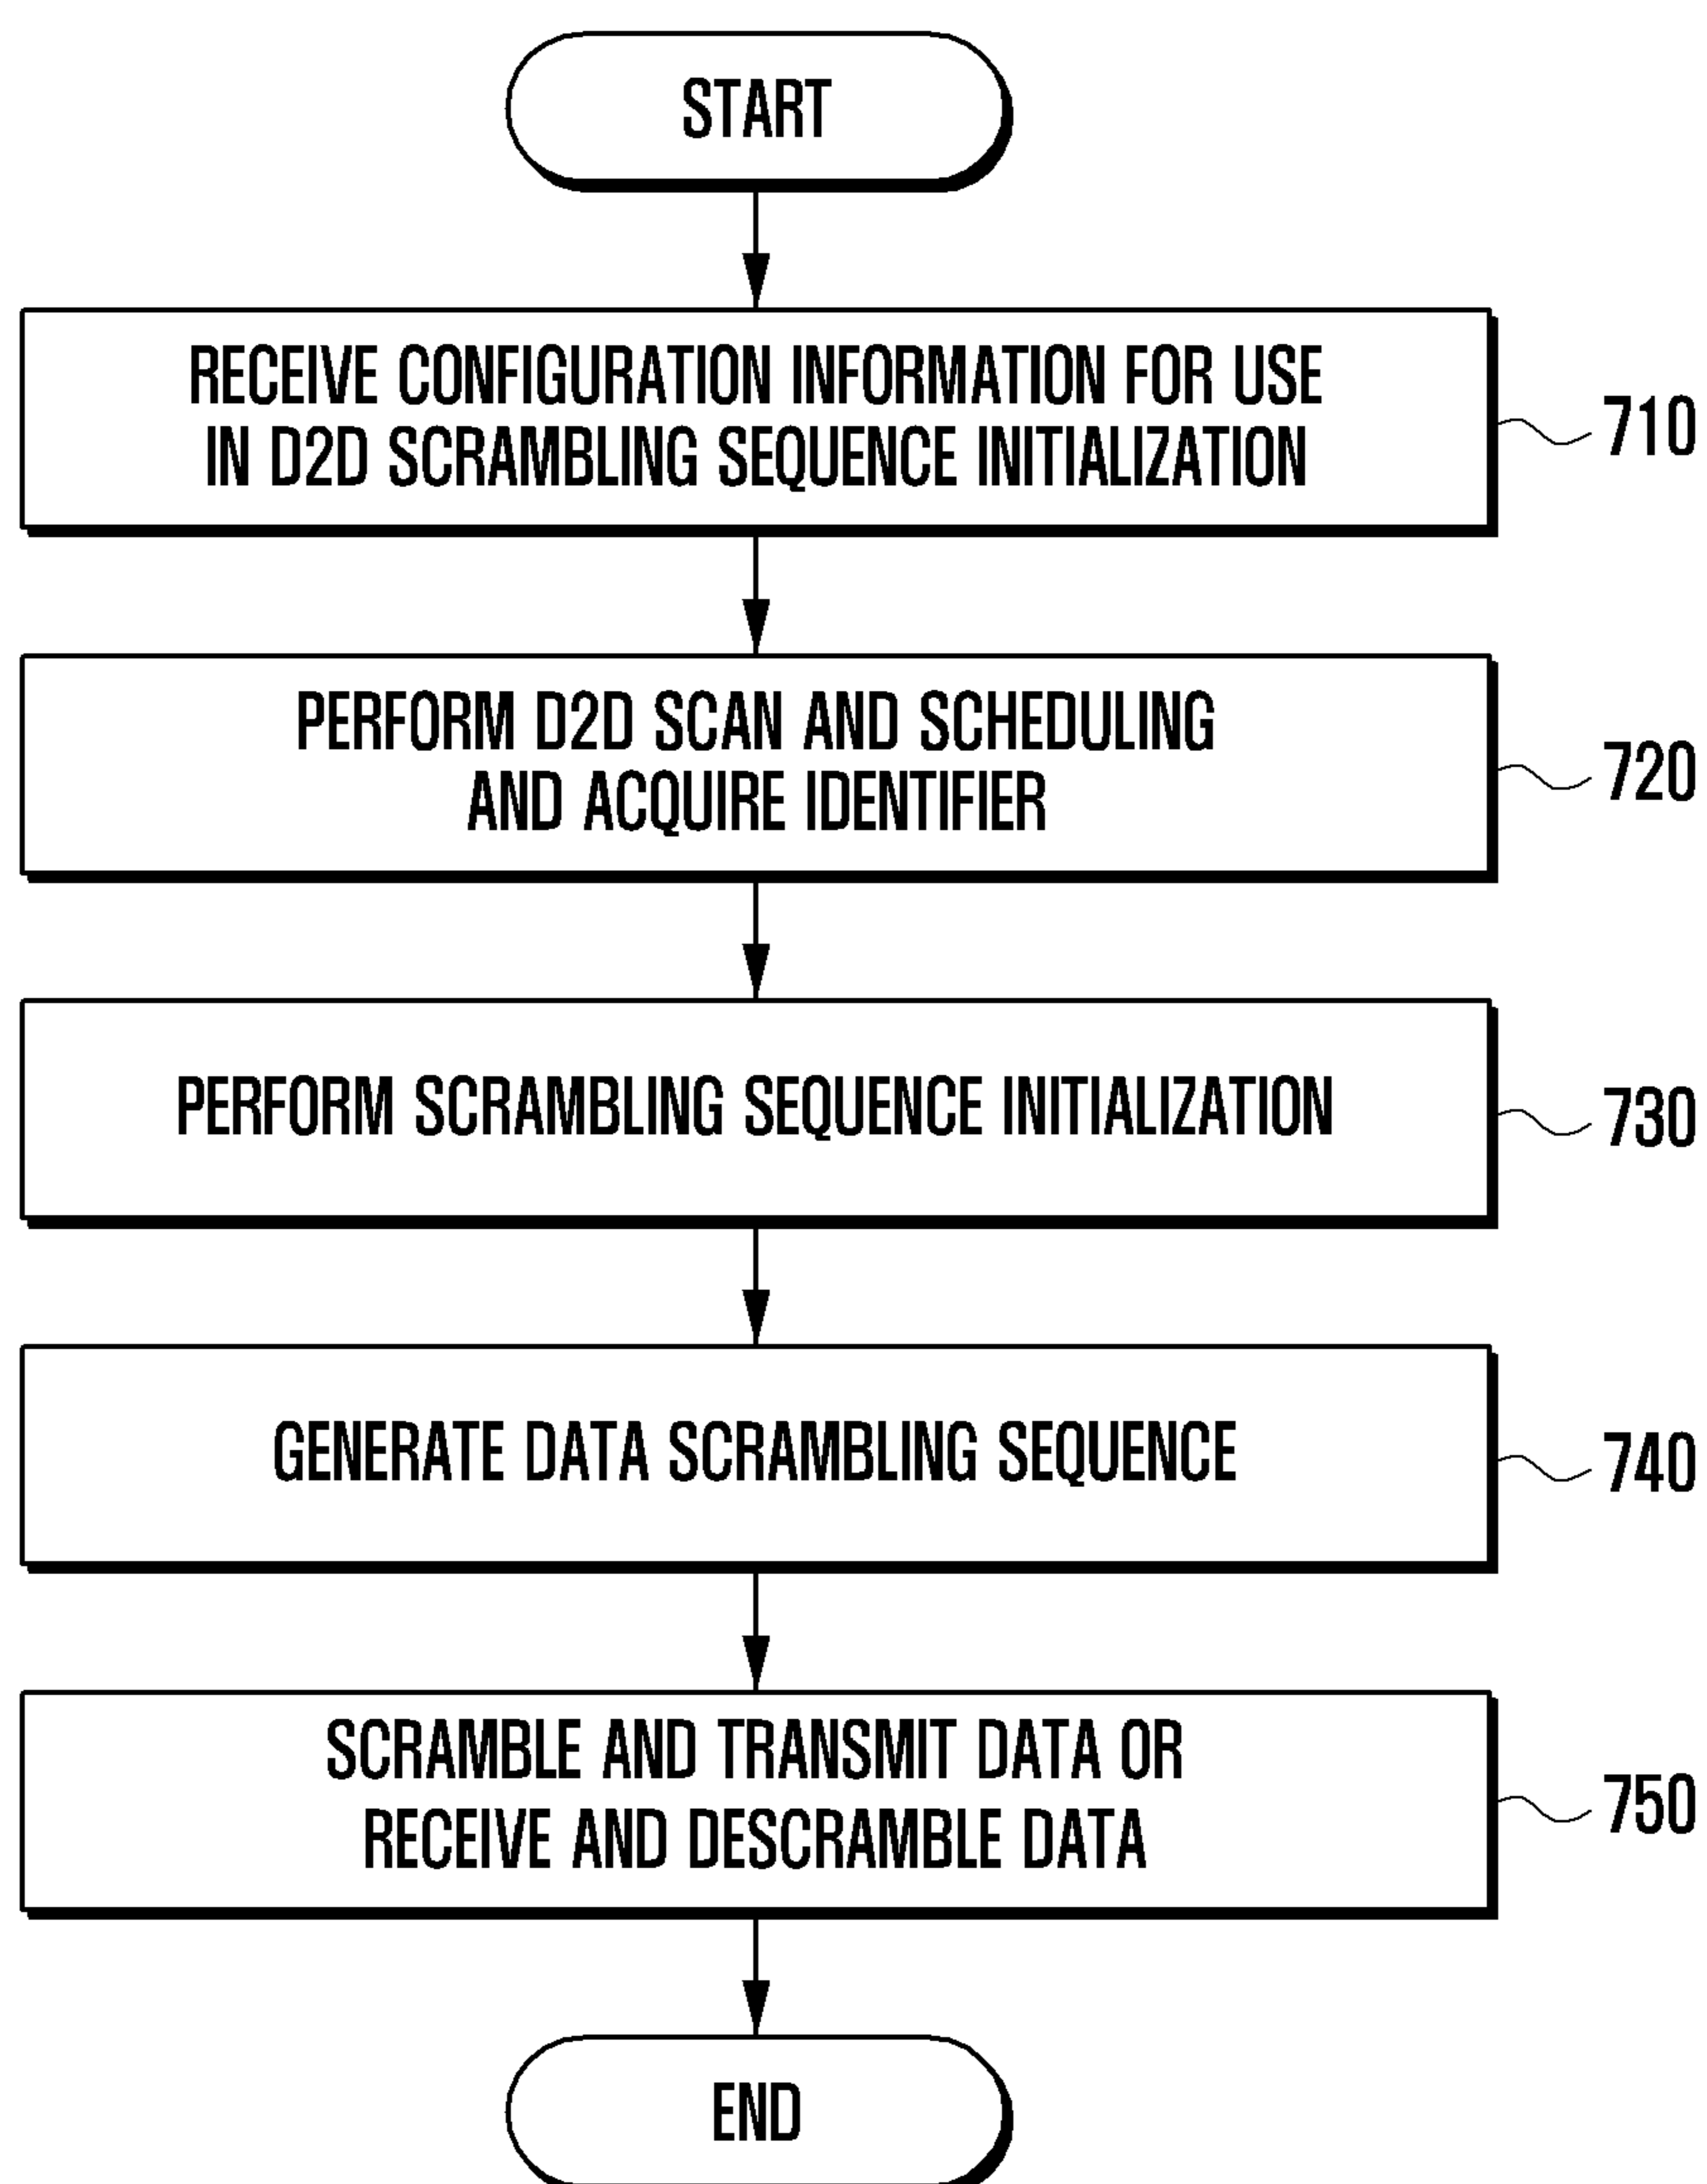 START
RECEIVE CONFIGURATION INFORMATION FOR USE
IN D2D SCRAMBLING SEQUENCE INITIALIZATION
710
PERFORM D2D SCAN AND SCHEDULING
AND ACQUIRE IDENTIFIER
720
PERFORM SCRAMBLING SEQUENCE INITIALIZATION
730
GENERATE DATA SCRAMBLING SEQUENCE
740
SCRAMBLE AND TRANSMIT DATA OR
RECEIVE AND DESCRAMBLE DATA
750
END